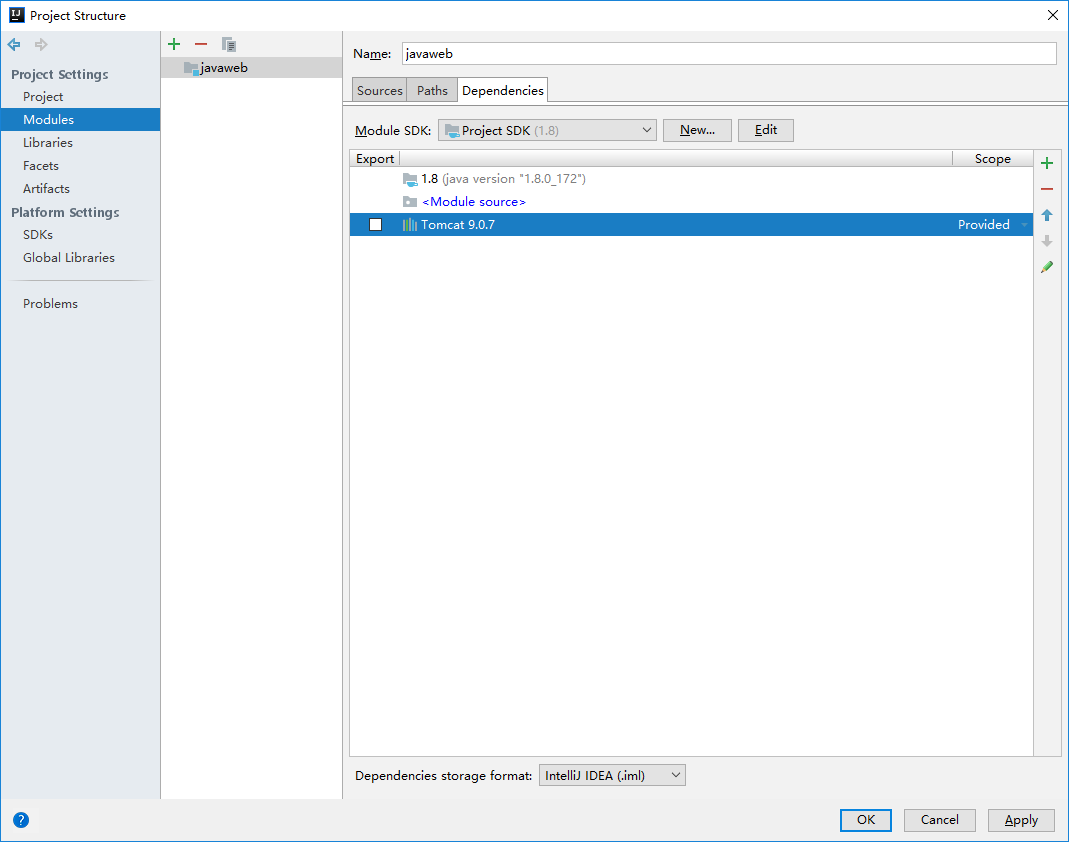 Project Structure
Project Settings
Project
Modules
Libraries
Facets
Artifacts
Platform Settings
SDKs
Global Libraries
Problems
javaweb
Name: javaweb
Sources Paths Dependencies
Module SDK: Project SDK (1.8) New... Edit
Export Scope
1.8 (java version "1.8.0_172")
<Module source>
Tomcat 9.0.7 Provided
Dependencies storage format: IntelliJ IDEA (.iml)
? OK Cancel Apply